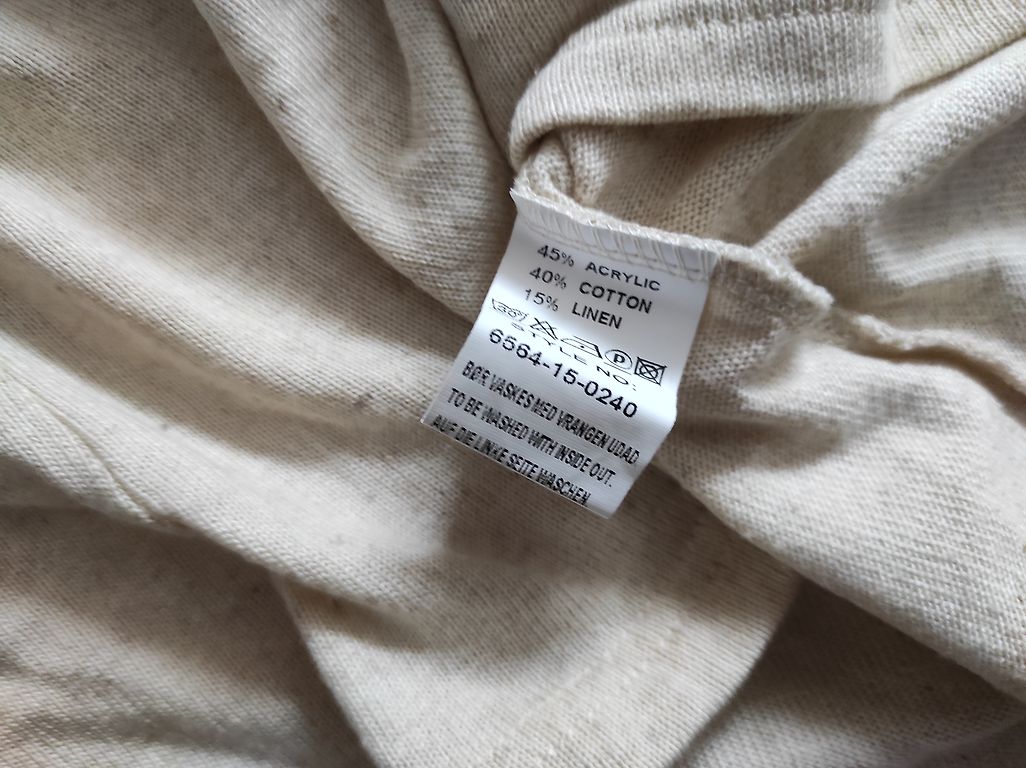 45% ACRYLIC
40% COTTON
15% LINEN
30° P
STYLE NO:
6564-15-0240
BØR VASKES MED VRANGEN UDAD
TO BE WASHED WITH INSIDE OUT.
AUF DIE LINKE SEITE WASCHEN